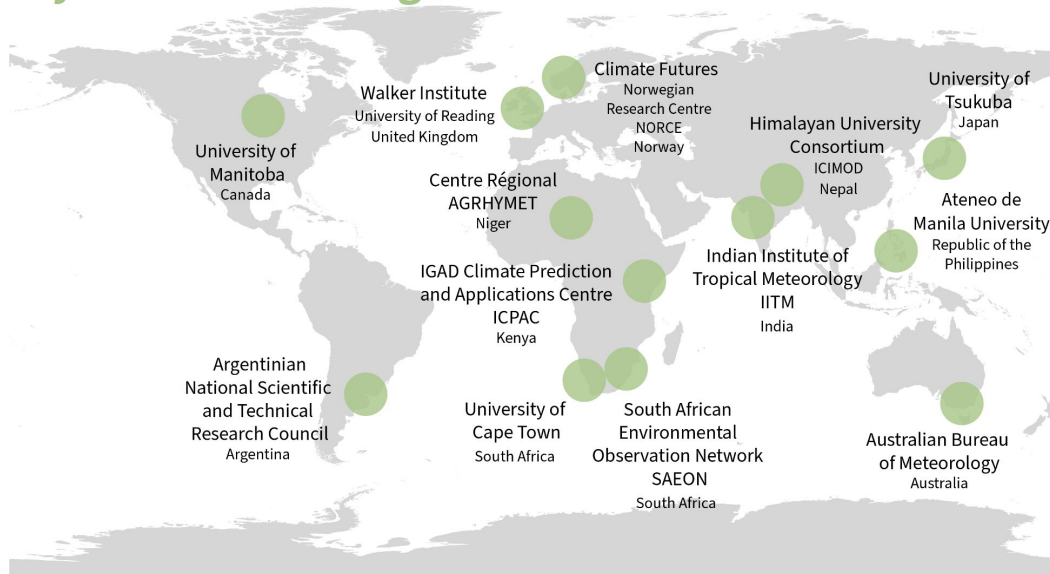 Climate Futures
Norwegian
Research Centre
NORCE
Norway
Walker Institute
University of Reading
United Kingdom
University of
Tsukuba
Japan
Himalayan University
Consortium
ICIMOD
Nepal
University of
Manitoba
Canada
Centre Régional
AGRHYMET
Niger
Ateneo de
Manila University
Republic of the
Philippines
Indian Institute of
Tropical Meteorology
IITM
India
IGAD Climate Prediction
and Applications Centre
ICPAC
Kenya
Argentinian
National Scientific
and Technical
Research Council
Argentina
University of
Cape Town
South Africa
South African
Environmental
Observation Network
SAEON
South Africa
Australian Bureau
of Meteorology
Australia